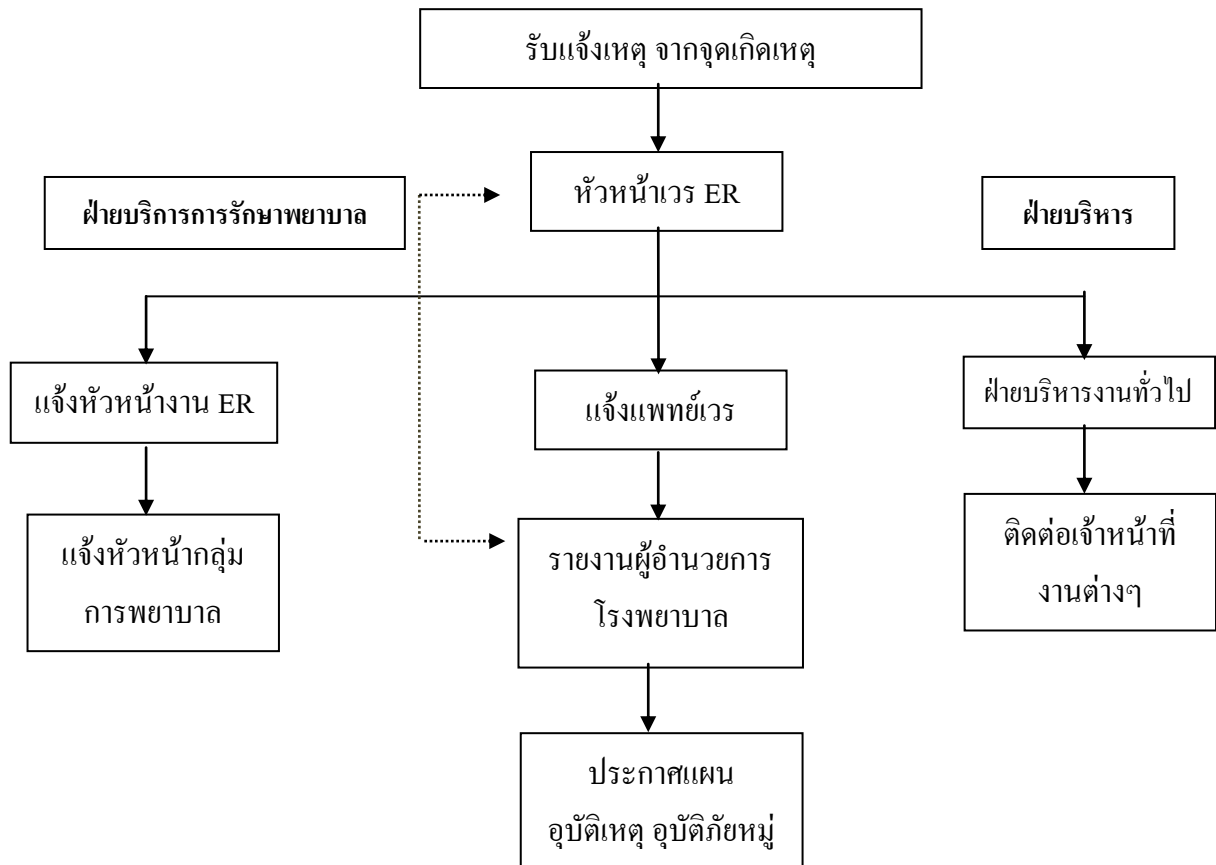 รับแจ้งเหตุ จากจุดเกิดเหตุ
หัวหน้าเวร ER
ฝ่ายบริการการรักษาพยาบาล
ฝ่ายบริหาร
แจ้งหัวหน้างาน ER
แจ้งแพทย์เวร
ฝ่ายบริหารงานทั่วไป
แจ้งหัวหน้ากลุ่ม
การพยาบาล
รายงานผู้อำนวยการ
โรงพยาบาล
ติดต่อเจ้าหน้าที่
งานต่างๆ
ประกาศแผน
อุบัติเหตุ อุบัติภัยหมู่